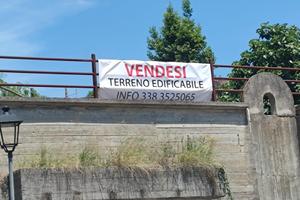 VENDESI
TERRENO EDIFICABILE
INFO 338 3525065